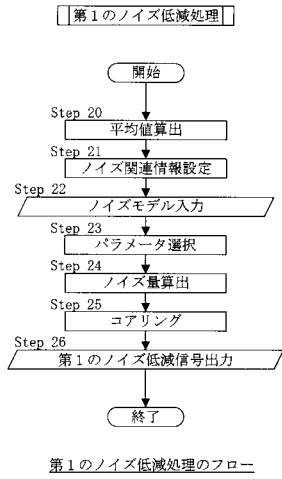 第1のノイズ低減処理
開始
Step 20
平均値算出
Step 21
ノイズ関連情報設定
Step 22
ノイズモデル入力
Step 23
パラメータ選択
Step 24
ノイズ量算出
Step 25
コアリング
Step 26
第1のノイズ低減信号出力
終了
第1のノイズ低減処理のフロー